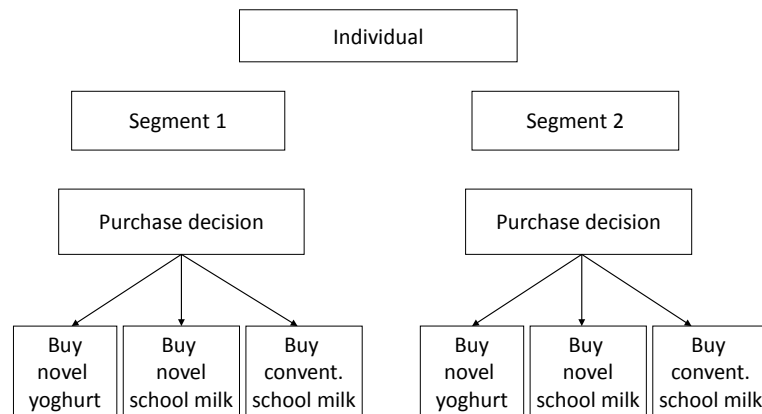 Individual
Segment 1
Segment 2
Purchase decision
Purchase decision
Buy
novel
yoghurt
Buy
novel
school milk
Buy
convent.
school milk
Buy
novel
yoghurt
Buy
novel
school milk
Buy
convent.
school milk